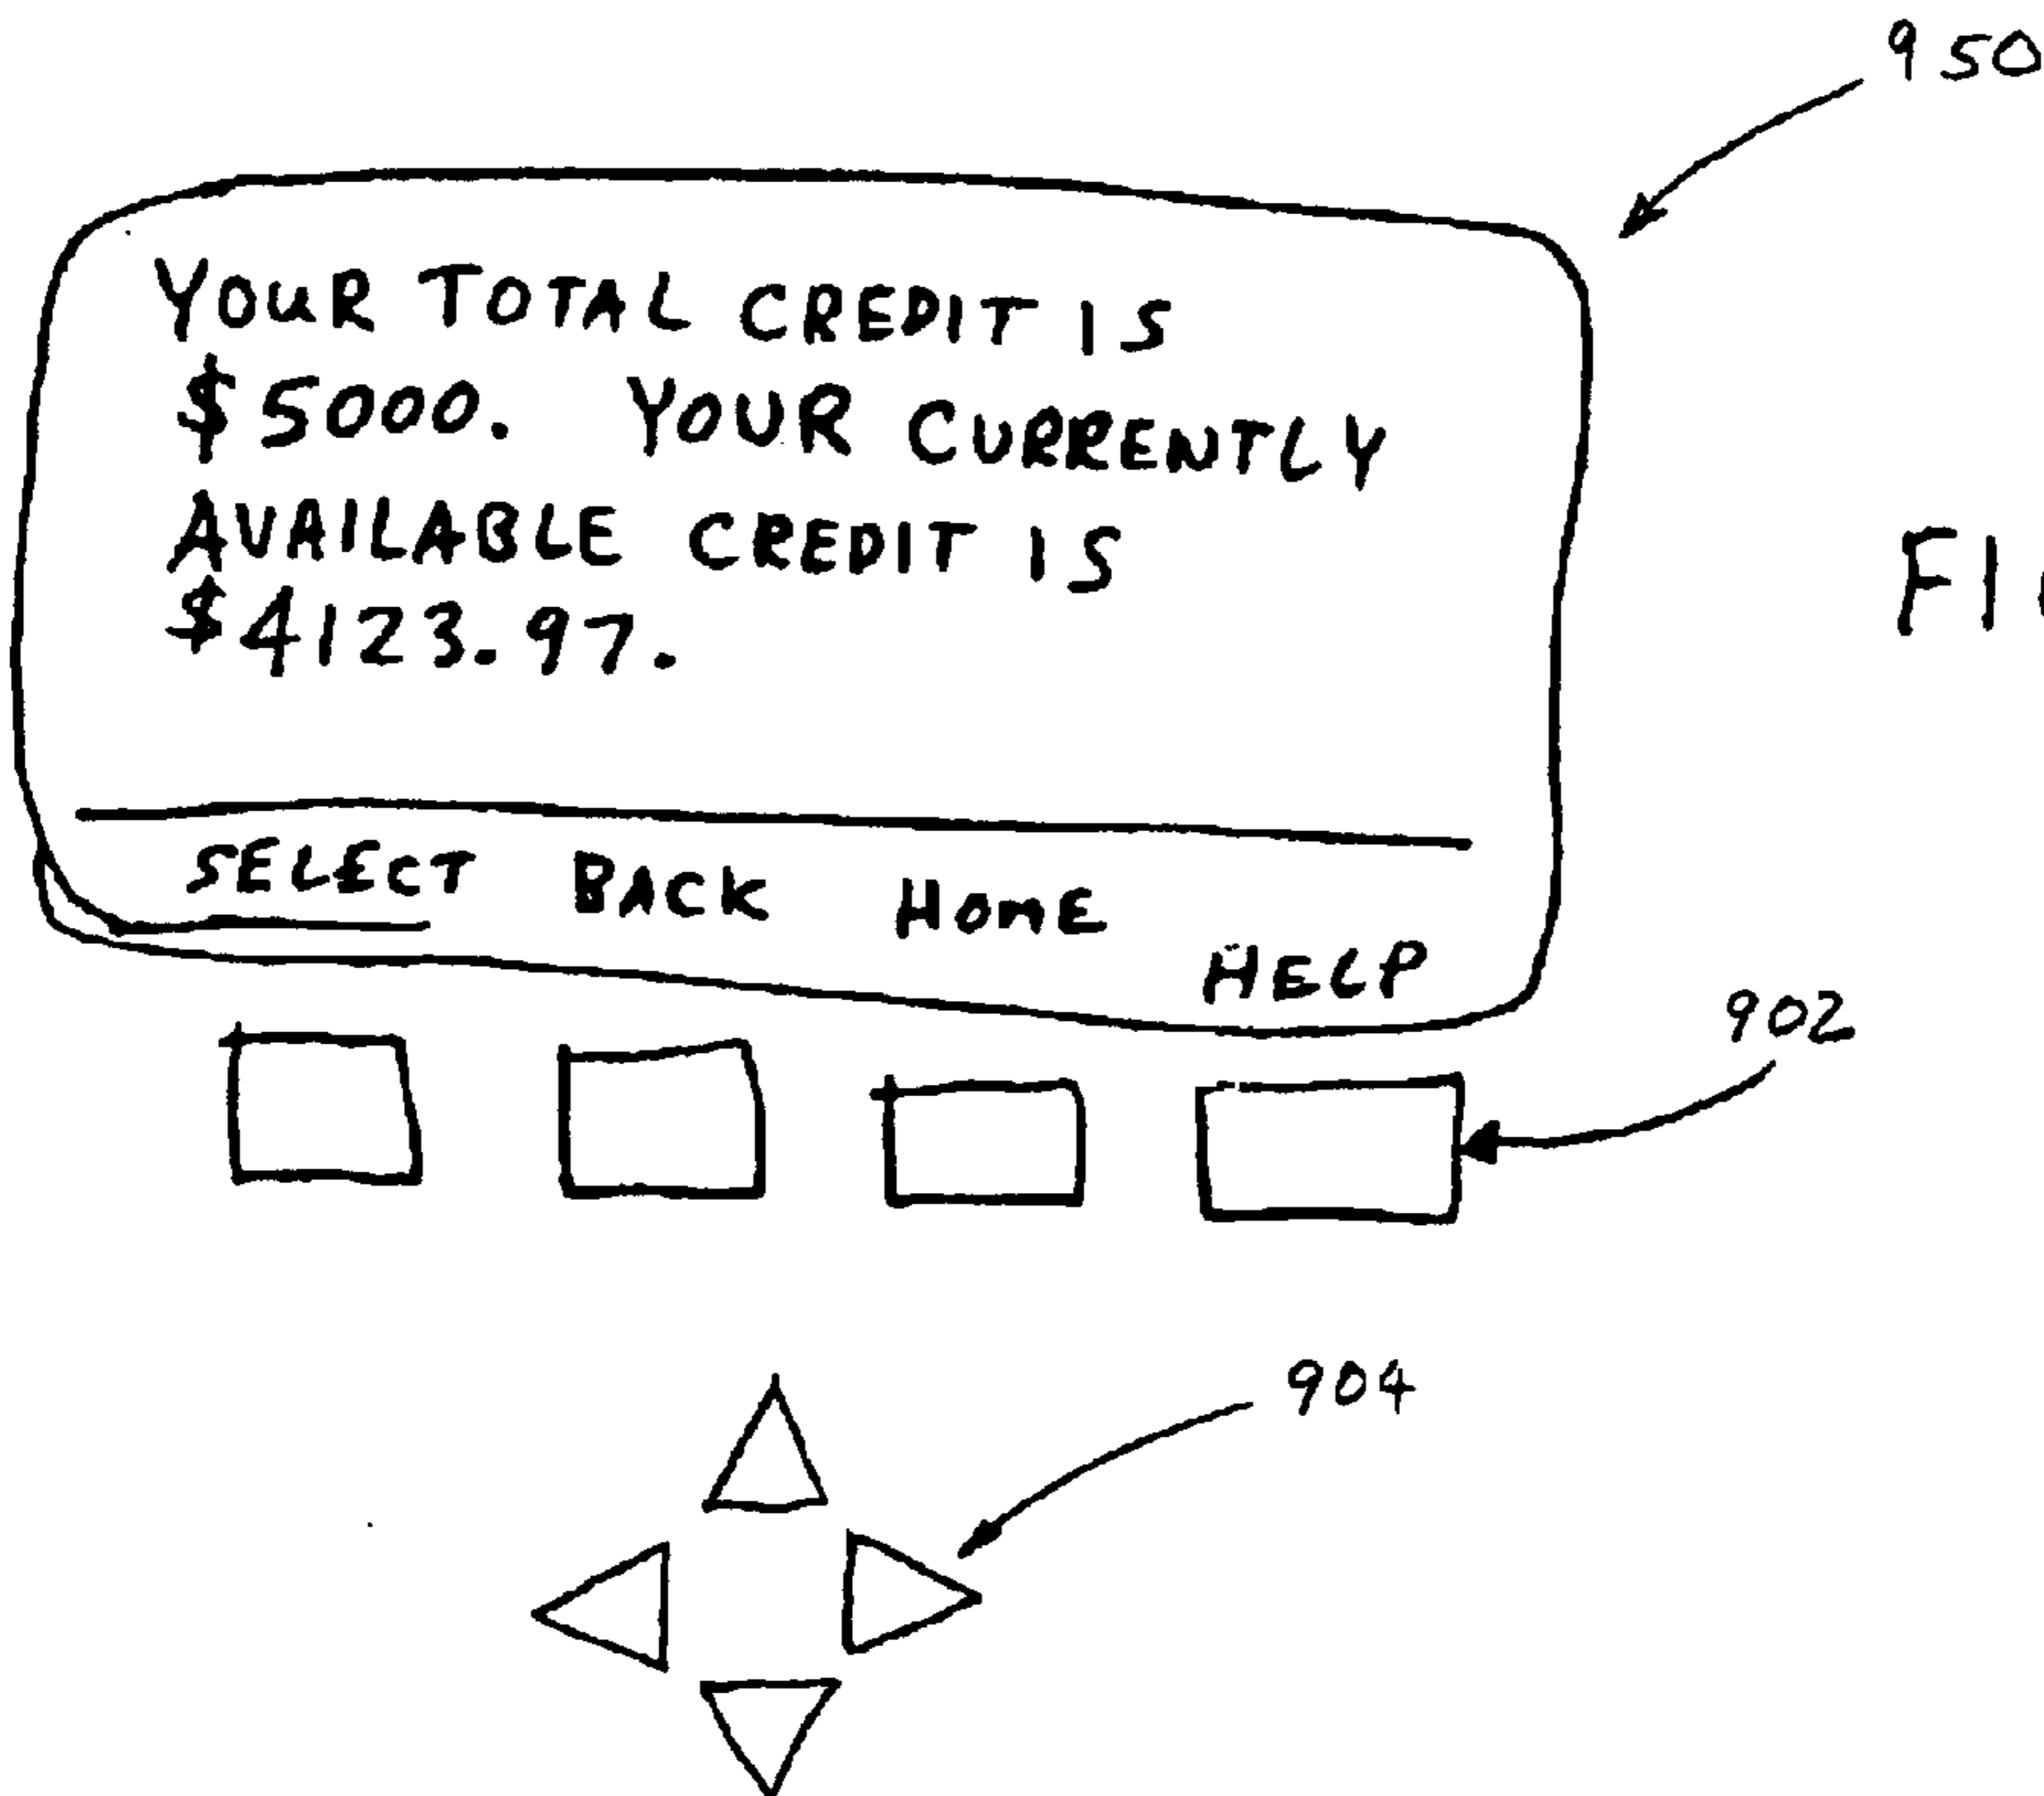 950
YOUR TOTAL CREDIT IS
$5000. YOUR CURRENTLY
AVAILABLE CREDIT IS
$4123.97.
FI
SELECT BACK HOME HELP
902
904